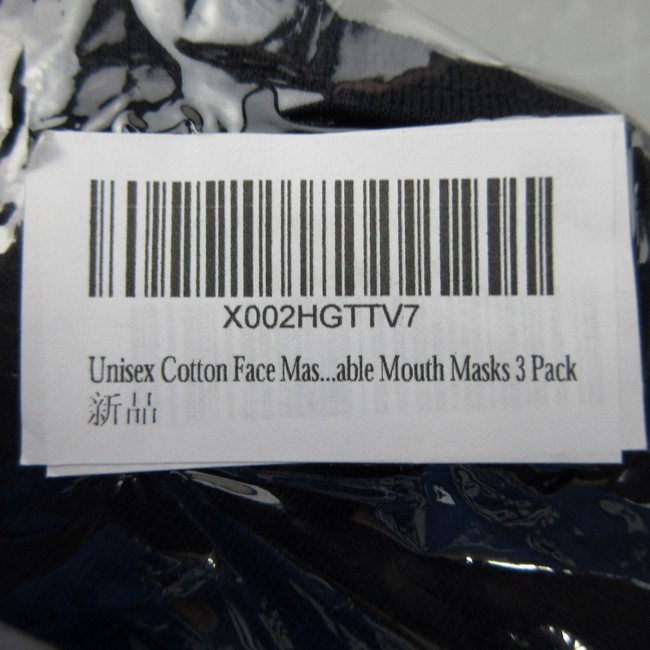 X002HGTTV7
Unisex Cotton Face Mas...able Mouth Masks 3 Pack
新品